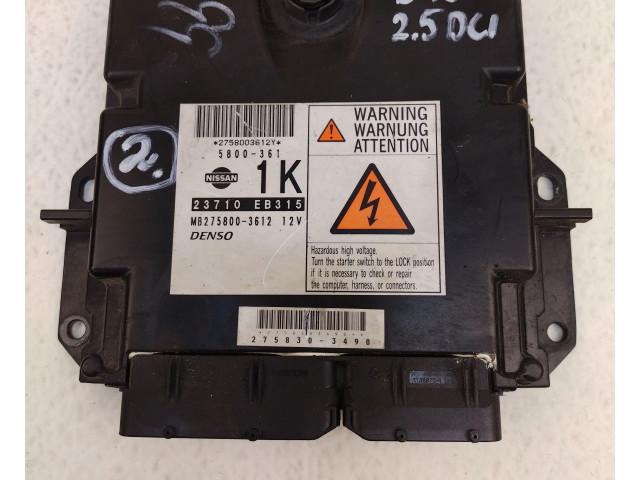 33
2.5 DCI
*2758003612Y*
5800-361
NISSAN
1K
23710 EB315
MB275800-3612 12V
DENSO
WARNING
WARNUNG
ATTENTION
Hazardous high voltage.
Turn the starter switch to the LOCK position
if it is necessary to check or repair
the computer, harness, or connectors.
2.
275830-3490